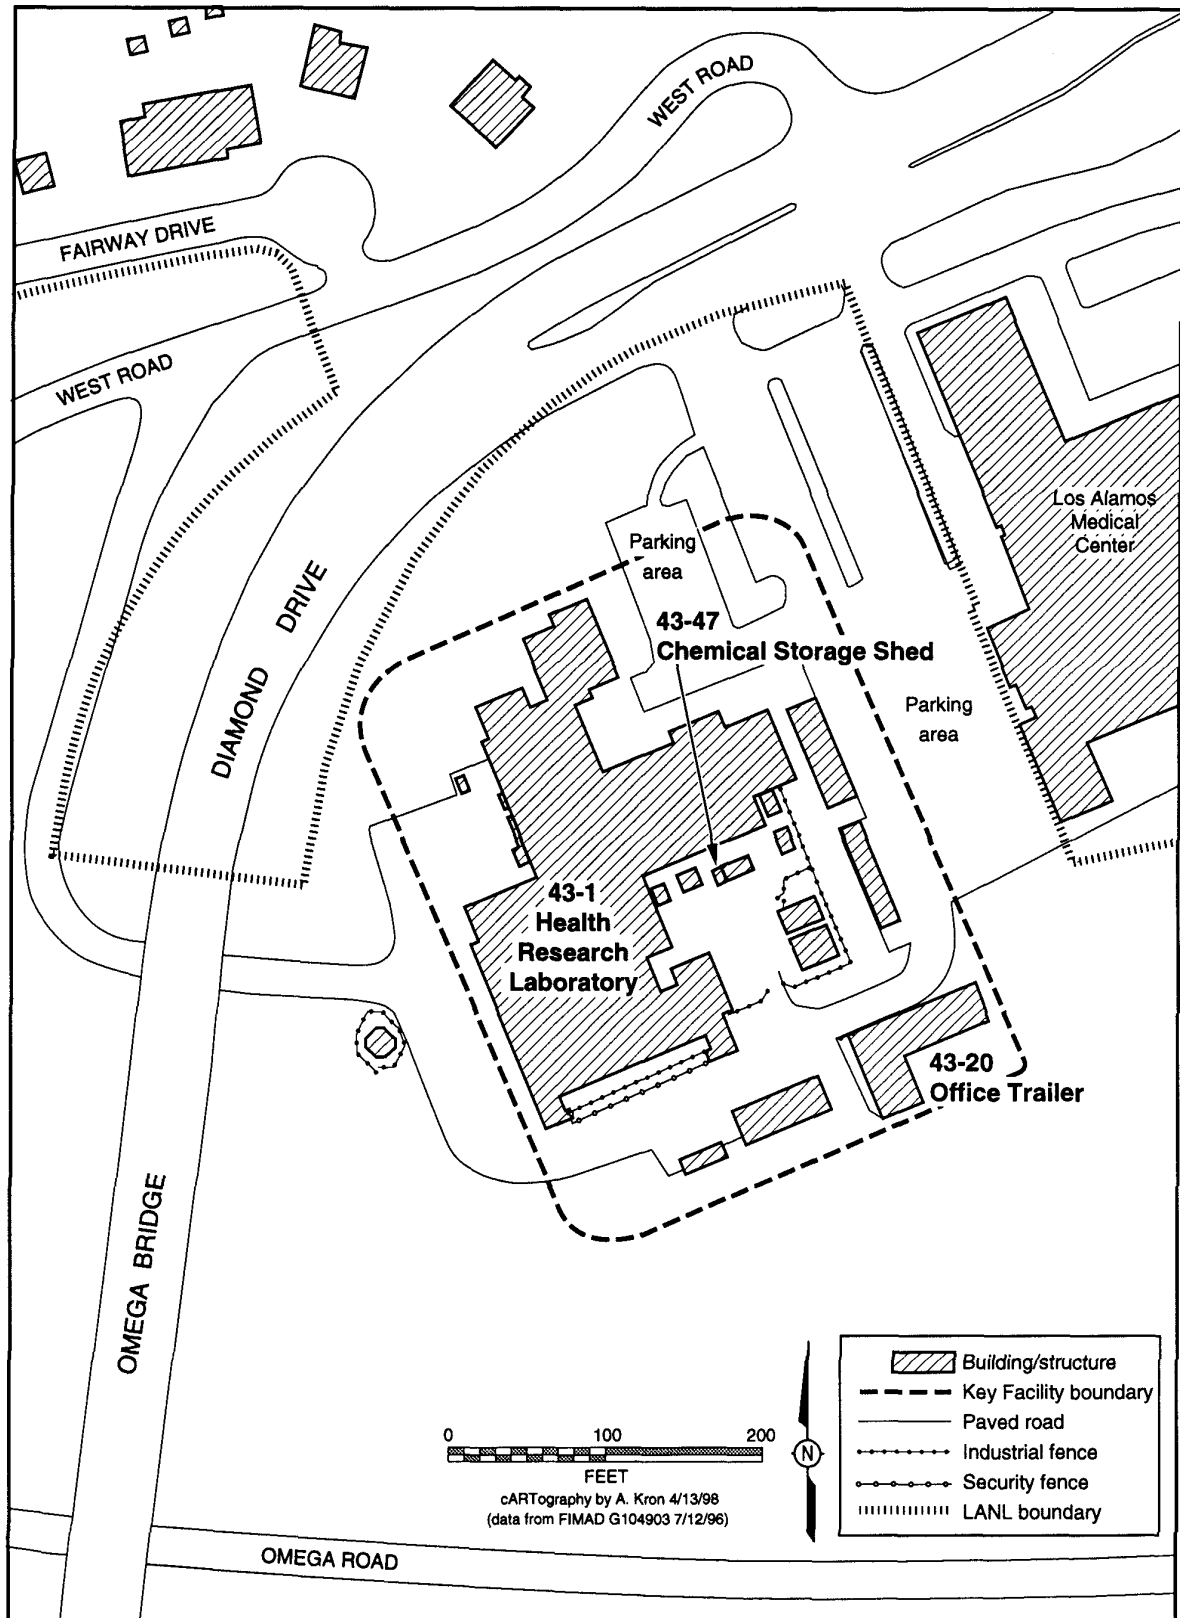 WEST ROAD
FAIRWAY DRIVE
WEST ROAD
Los Alamos
Medical
Center
Parking
area
DIAMOND DRIVE
43-47
Chemical Storage Shed
Parking
area
43-1
Health
Research
Laboratory
43-20
Office Trailer
OMEGA BRIDGE
Building/structure
Key Facility boundary
Paved road
Industrial fence
Security fence
LANL boundary
0 100 200
FEET
cARTography by A. Kron 4/13/98
(data from FIMAD G104903 7/12/96)
N
OMEGA ROAD